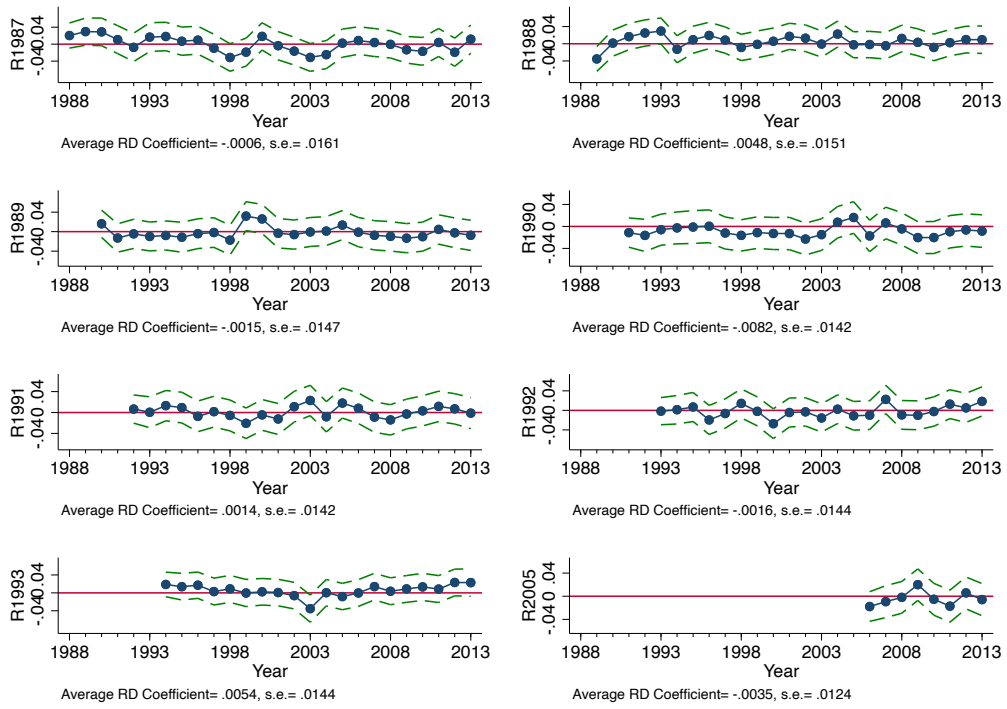 R1987
-.04 0 .04
1988 1993 1998 2003 2008 2013
Year
Average RD Coefficient= -.0006, s.e.= .0161
R1988
-.04 0 .04
1988 1993 1998 2003 2008 2013
Year
Average RD Coefficient= .0048, s.e.= .0151
R1989
-.04 0 .04
1988 1993 1998 2003 2008 2013
Year
Average RD Coefficient= -.0015, s.e.= .0147
R1990
-.04 0 .04
1988 1993 1998 2003 2008 2013
Year
Average RD Coefficient= -.0082, s.e.= .0142
R1991
-.04 0 .04
1988 1993 1998 2003 2008 2013
Year
Average RD Coefficient= .0014, s.e.= .0142
R1992
-.04 0 .04
1988 1993 1998 2003 2008 2013
Year
Average RD Coefficient= -.0016, s.e.= .0144
R1993
-.04 0 .04
1988 1993 1998 2003 2008 2013
Year
Average RD Coefficient= .0054, s.e.= .0144
R2005
-.04 0 .04
1988 1993 1998 2003 2008 2013
Year
Average RD Coefficient= -.0035, s.e.= .0124